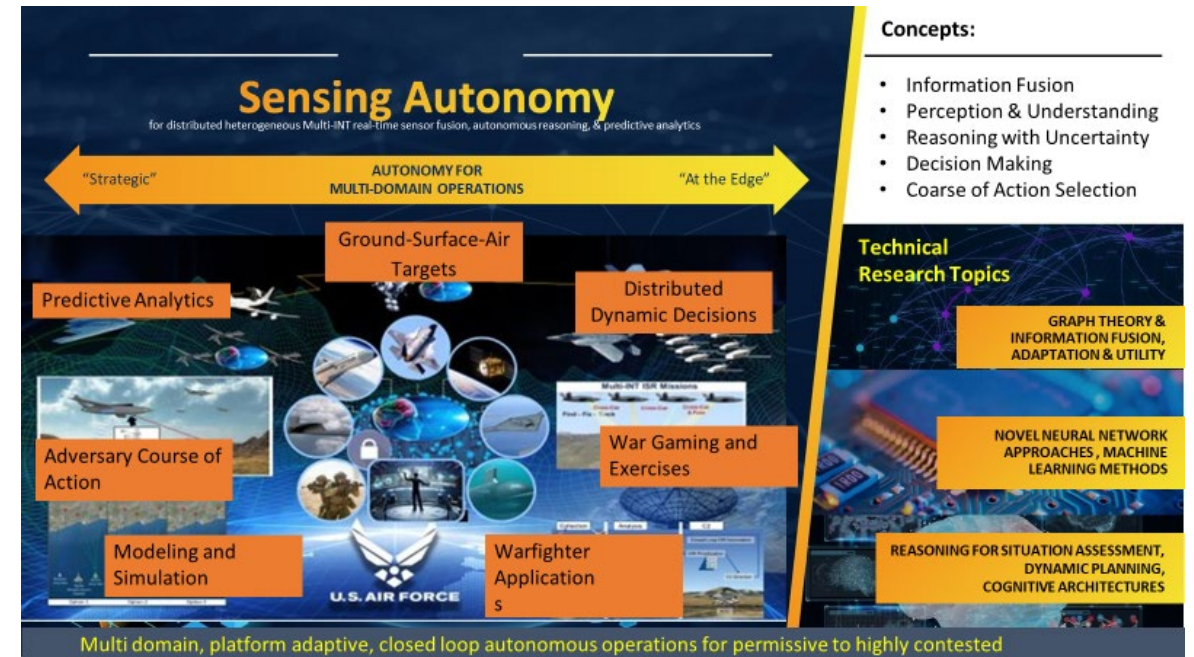 Sensing Autonomy
for distributed heterogeneous Multi-INT real-time sensor fusion, autonomous reasoning, & predictive analytics
"Strategic"
AUTONOMY FOR
MULTI-DOMAIN OPERATIONS
"At the Edge"
Ground-Surface-Air
Targets
Predictive Analytics
Distributed
Dynamic Decisions
Multi-INT ISR Missions
Adversary Course of
Action
War Gaming and
Exercises
Modeling and
Simulation
Warfighter
Application
s
Collection
Analysis
C2
U.S. AIR FORCE
Concepts:
• Information Fusion
• Perception & Understanding
• Reasoning with Uncertainty
• Decision Making
• Coarse of Action Selection
Technical
Research Topics
GRAPH THEORY &
INFORMATION FUSION,
ADAPTATION & UTILITY
NOVEL NEURAL NETWORK
APPROACHES , MACHINE
LEARNING METHODS
REASONING FOR SITUATION ASSESSMENT,
DYNAMIC PLANNING,
COGNITIVE ARCHITECTURES
Multi domain, platform adaptive, closed loop autonomous operations for permissive to highly contested